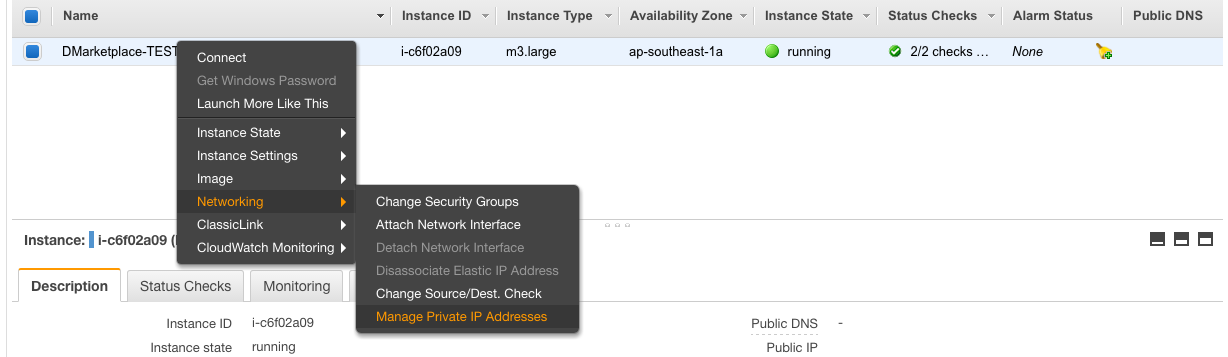 Name Instance ID Instance Type Availability Zone Instance State Status Checks Alarm Status Public DNS
DMarketplace-TEST i-c6f02a09 m3.large ap-southeast-1a running 2/2 checks ... None
Connect
Get Windows Password
Launch More Like This
Instance State
Instance Settings
Image
Networking
ClassicLink
CloudWatch Monitoring
Change Security Groups
Attach Network Interface
Detach Network Interface
Disassociate Elastic IP Address
Change Source/Dest. Check
Manage Private IP Addresses
Instance: i-c6f02a09
Description Status Checks Monitoring
Instance ID i-c6f02a09 Public DNS -
Instance state running Public IP